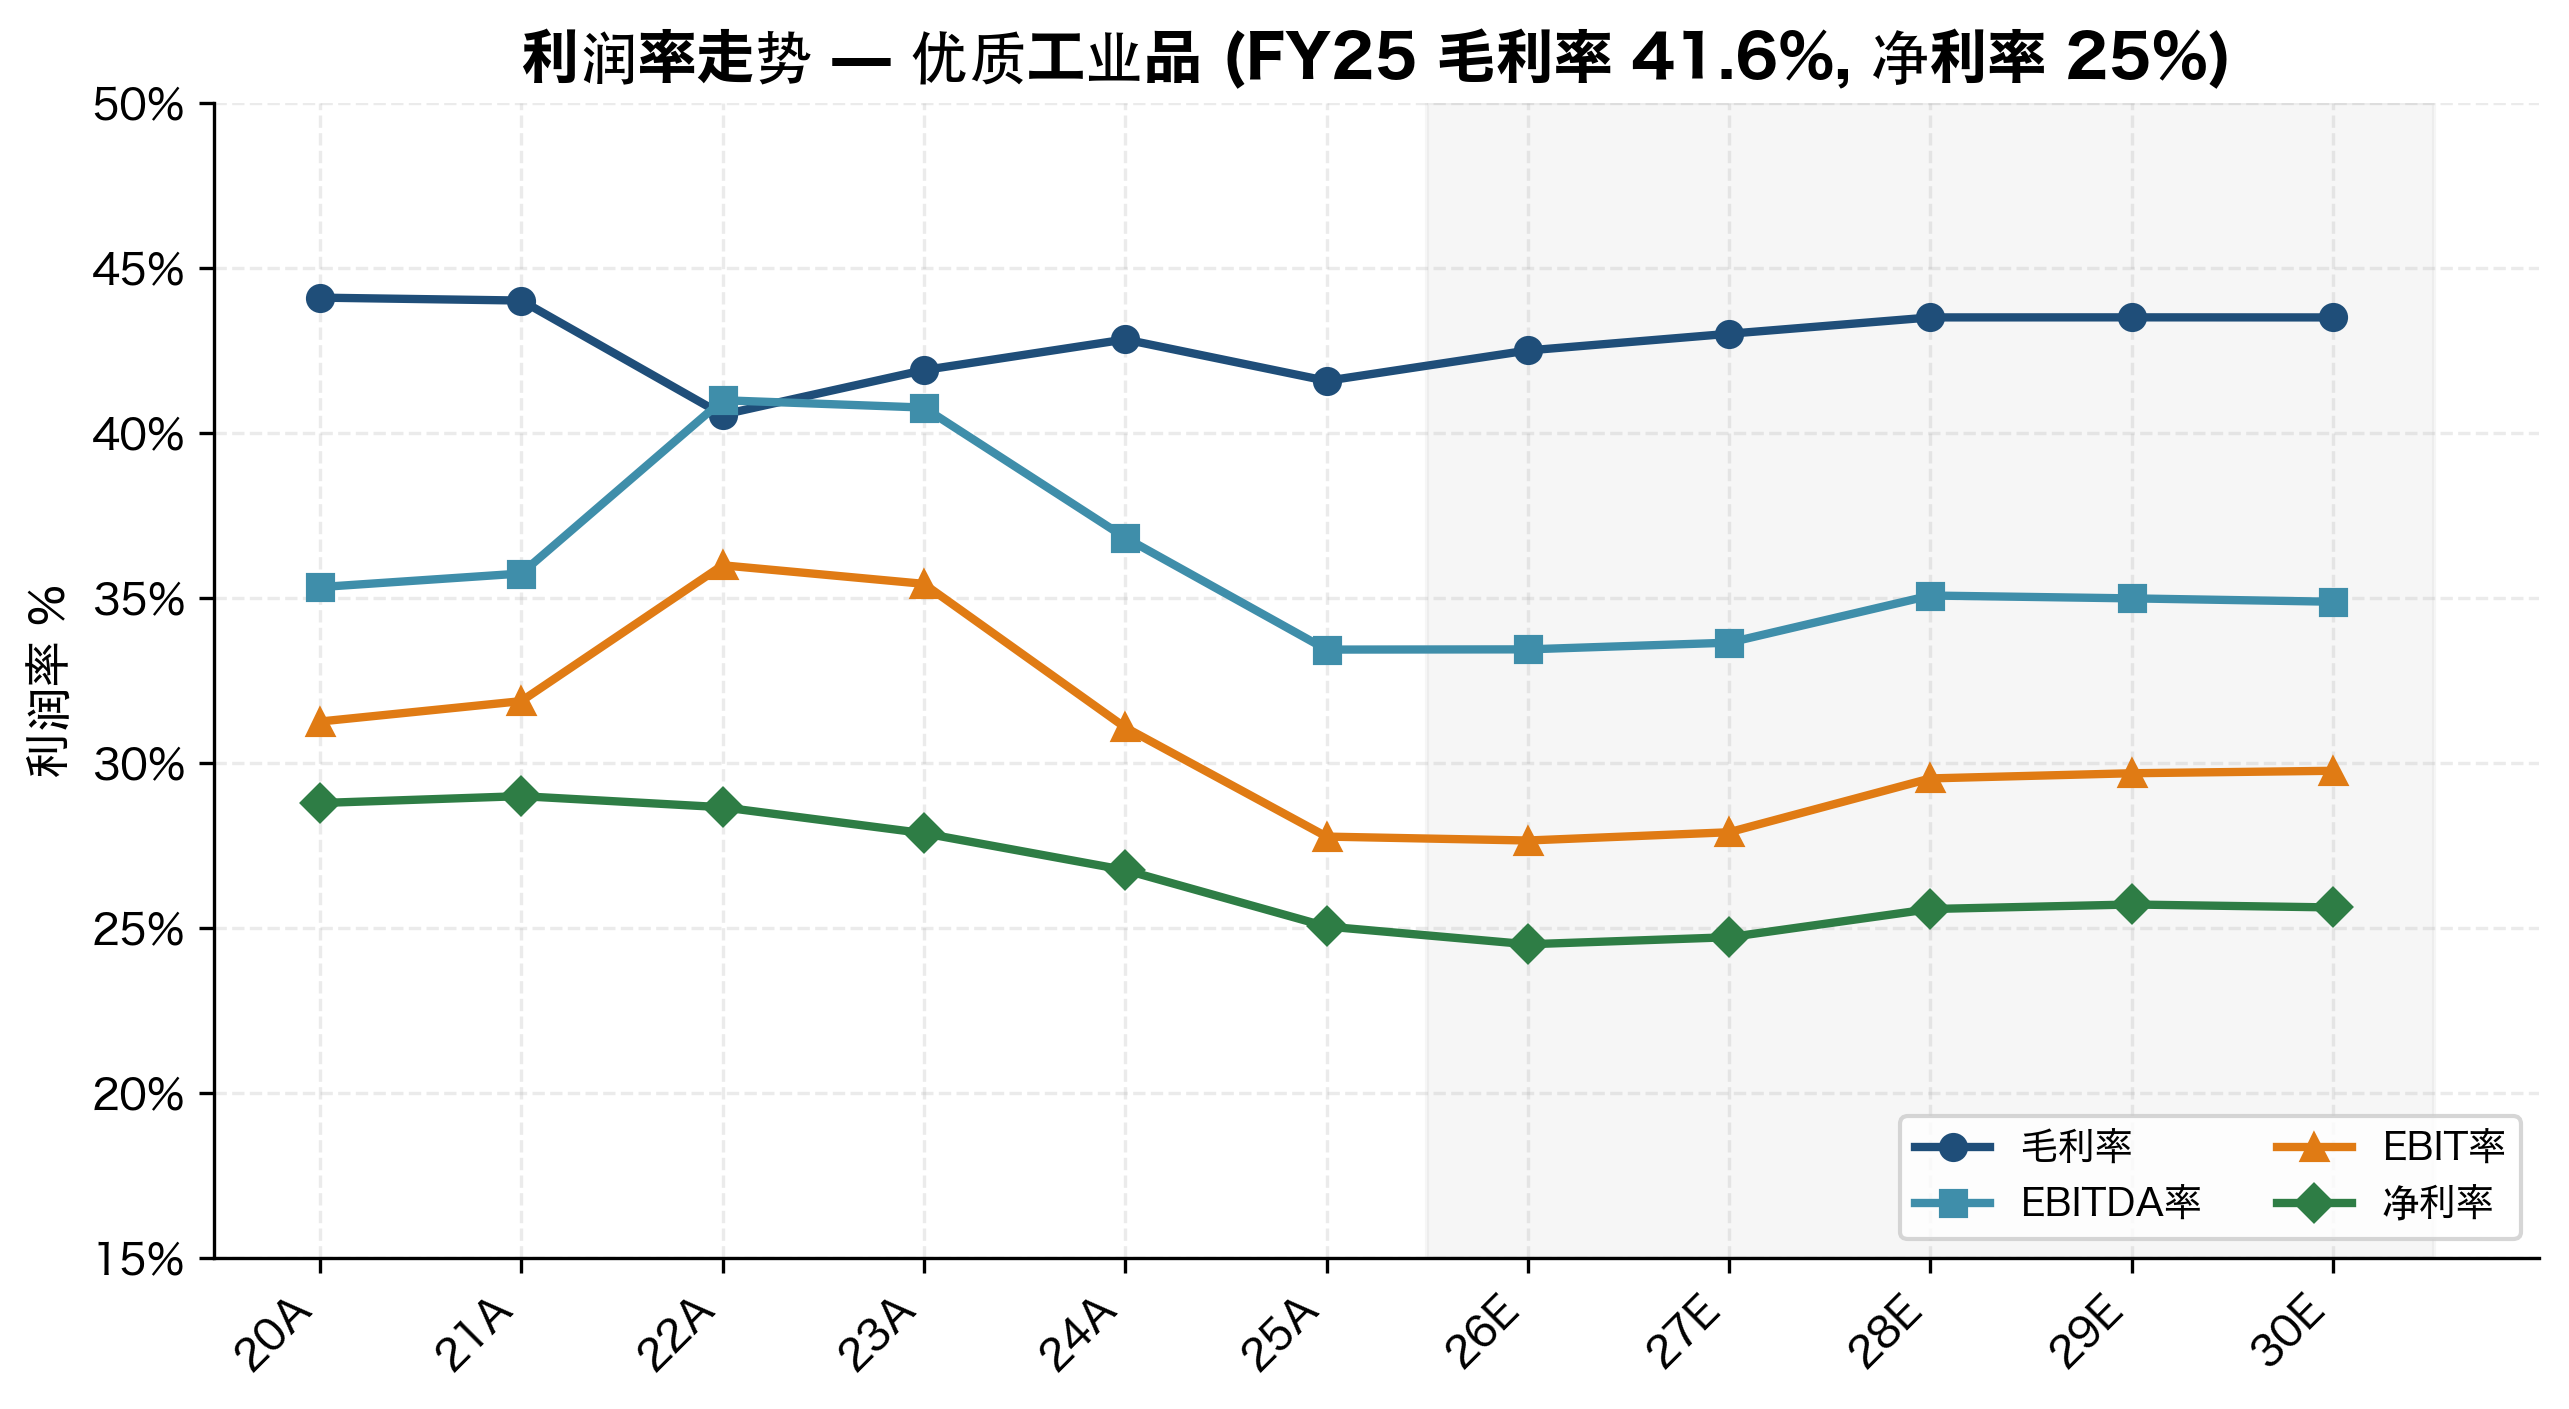 利润率走势 — 优质工业品 (FY25 毛利率 41.6%, 净利率 25%)
利润率 %
50%
45%
40%
35%
30%
25%
20%
15%
20A
21A
22A
23A
24A
25A
26E
27E
28E
29E
30E
毛利率
EBITDA率
EBIT率
净利率